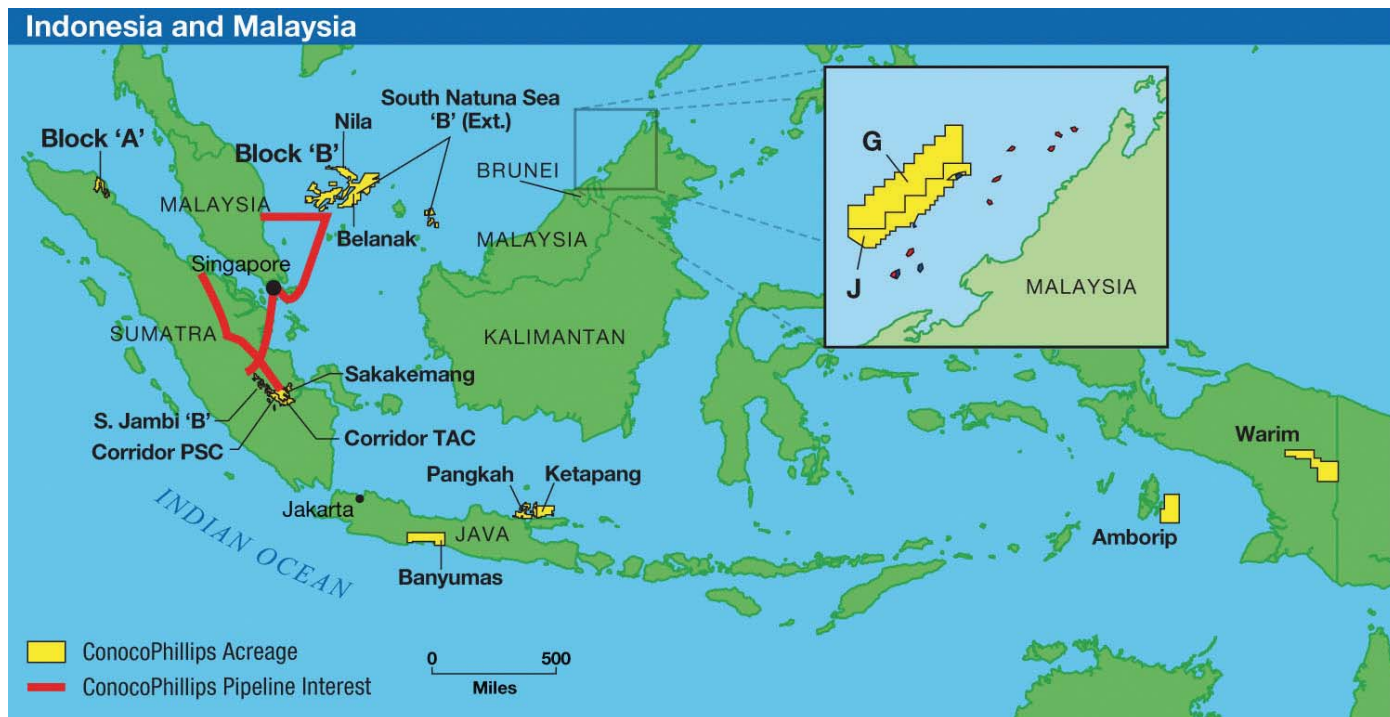 Indonesia and Malaysia
South Natuna Sea
‘B’ (Ext.)
Nila
Block ‘A’
Block ‘B’
BRUNEI
MALAYSIA
Belanak
MALAYSIA
Singapore
SUMATRA
KALIMANTAN
Sakakemang
S. Jambi ‘B’
Corridor TAC
Corridor PSC
Pangkah
Ketapang
Jakarta
JAVA
Banyumas
INDIAN OCEAN
G
J
MALAYSIA
Warim
Amborip
ConocoPhillips Acreage
ConocoPhillips Pipeline Interest
0 500
Miles